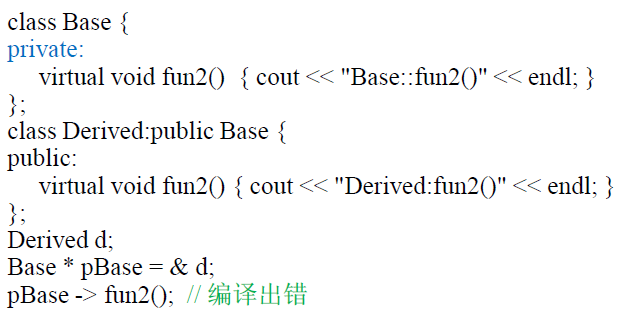 class Base {
private:
virtual void fun2() { cout << "Base::fun2()" << endl; }
};
class Derived:public Base {
public:
virtual void fun2() { cout << "Derived:fun2()" << endl; }
};
Derived d;
Base * pBase = & d;
pBase -> fun2(); // 编译出错